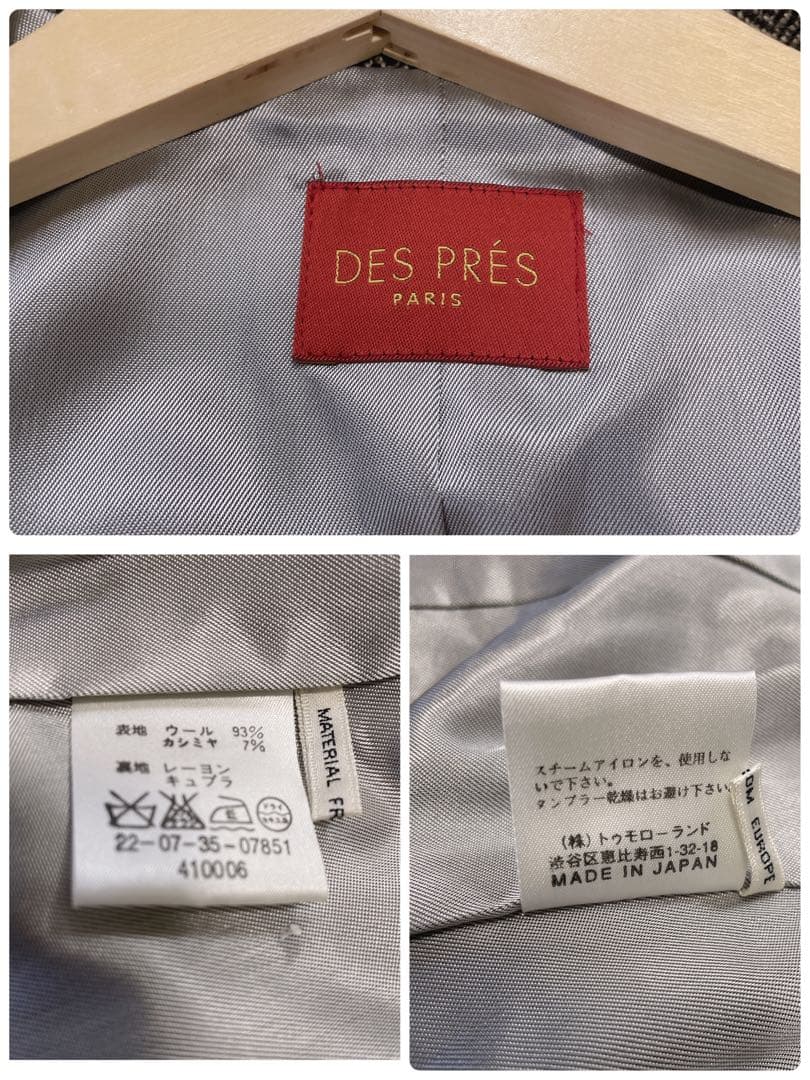 DES PRÉS
PARIS
表地 ウール 93%
カシミヤ 7%
裏地 レーヨン
キュプラ
22-07-35-07851
410006
MATERIAL FR
スチームアイロンを、使用しな
いで下さい。
タンブラー乾燥はお避け下さい
(株)トゥモローランド
渋谷区恵比寿西1-32-18
MADE IN JAPAN
OM EUROPE